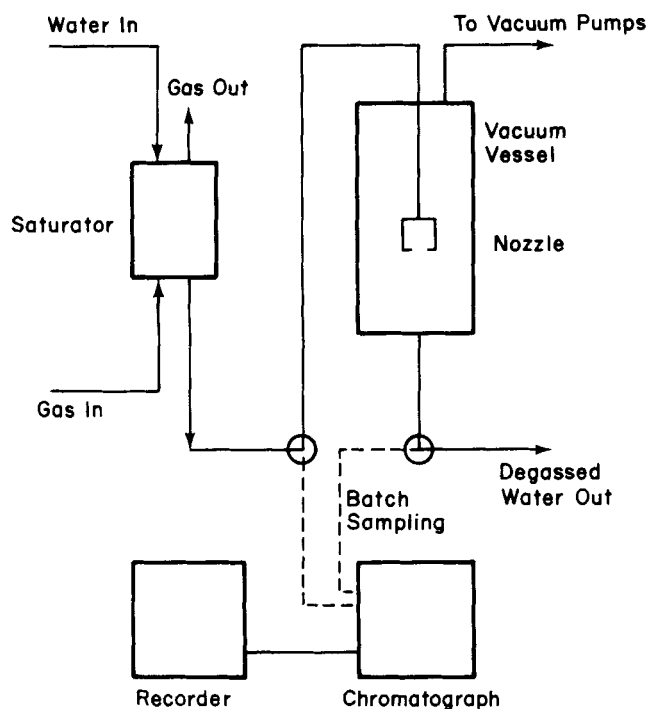 Water In
To Vacuum Pumps
Gas Out
Vacuum
Vessel
Saturator
Nozzle
Gas In
Degassed
Water Out
Batch
Sampling
Recorder
Chromatograph